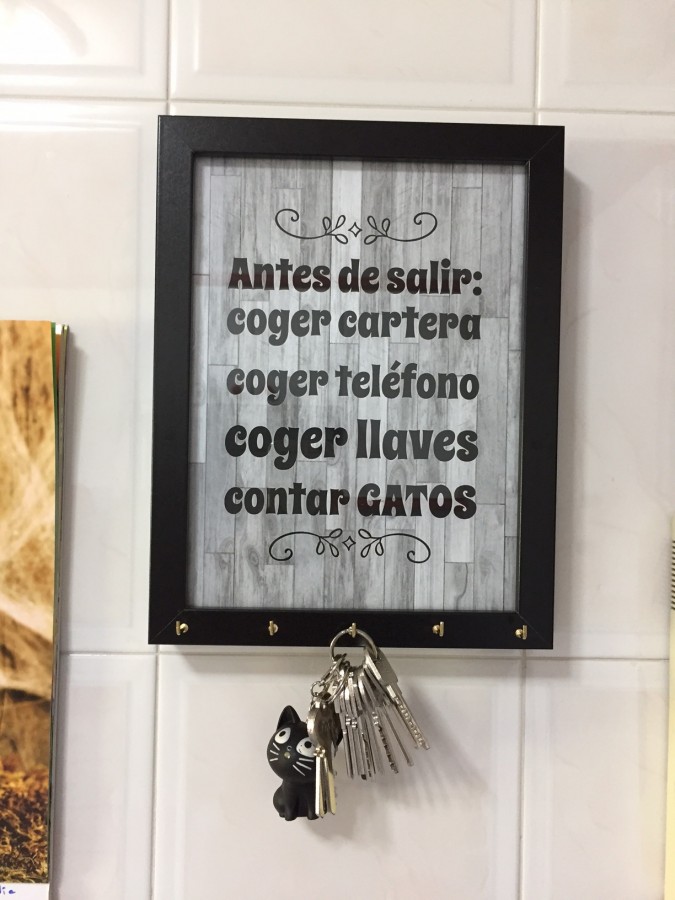 Antes de salir:
coger cartera
coger teléfono
coger llaves
contar GATOS